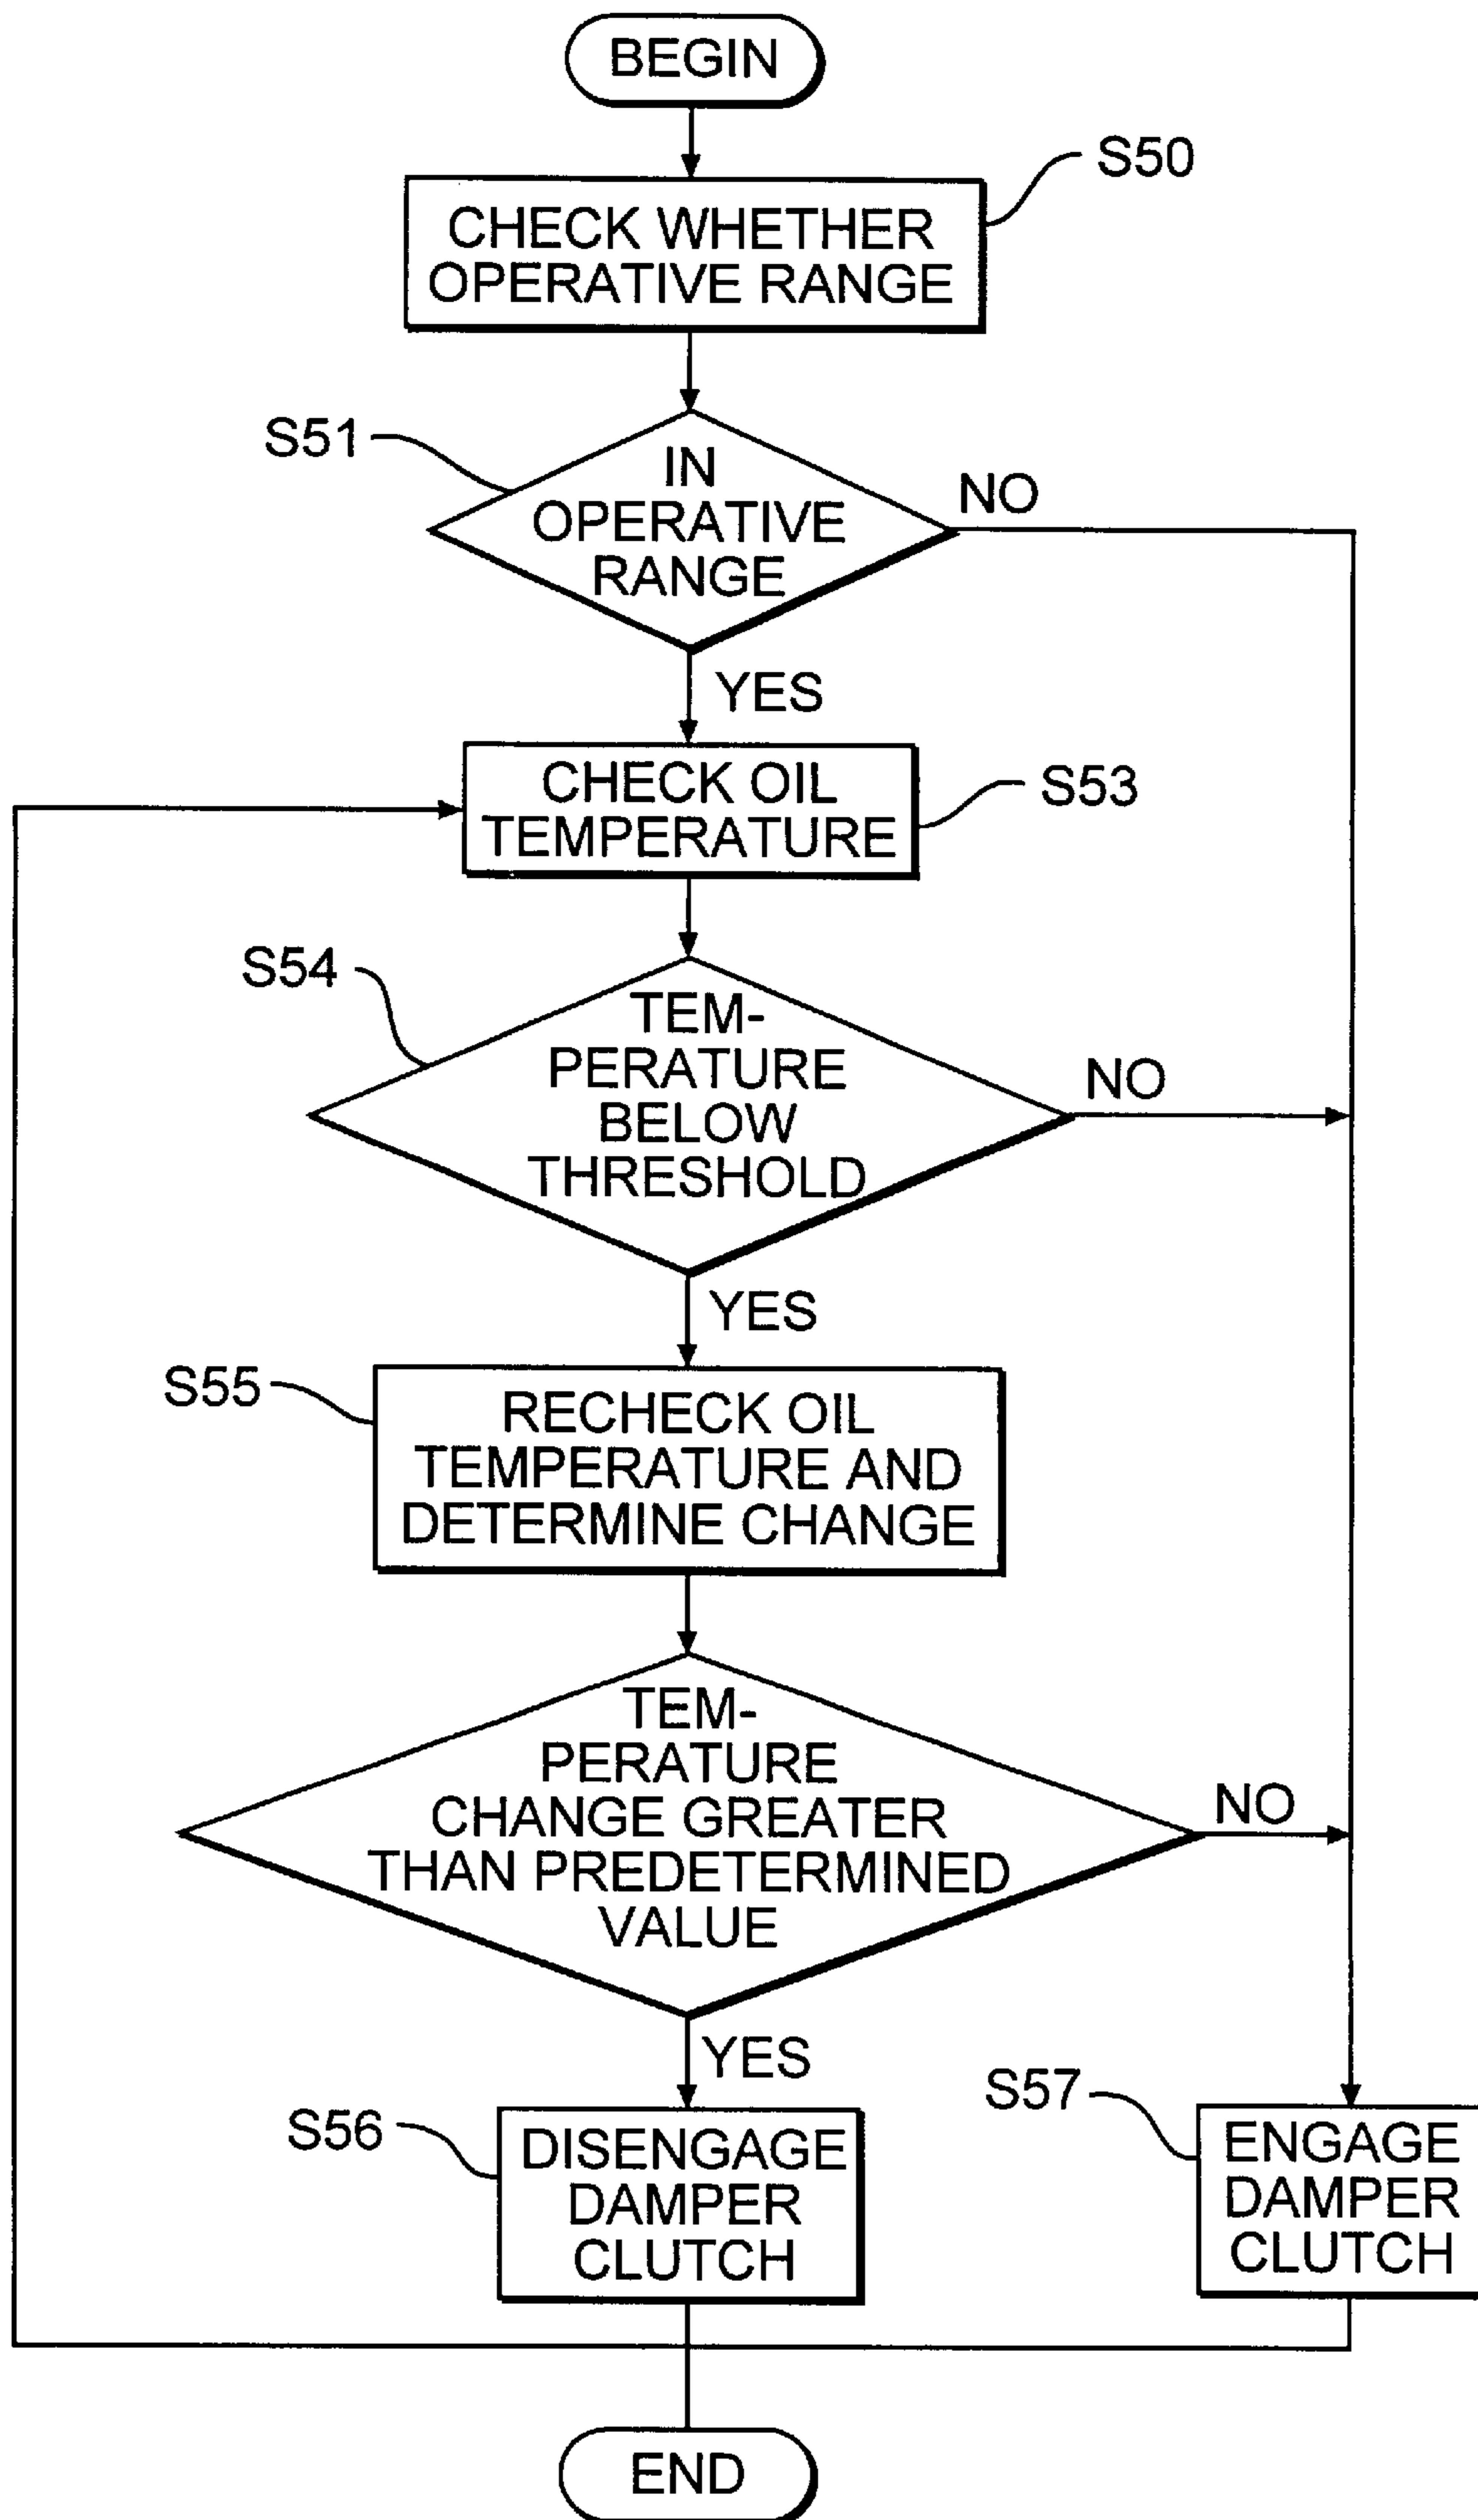 BEGIN
S50
CHECK WHETHER
OPERATIVE RANGE
S51
IN
OPERATIVE
RANGE
NO
YES
CHECK OIL
TEMPERATURE
S53
S54
TEM-
PERATURE
BELOW
THRESHOLD
NO
YES
S55
RECHECK OIL
TEMPERATURE AND
DETERMINE CHANGE
TEM-
PERATURE
CHANGE GREATER
THAN PREDETERMINED
VALUE
NO
YES
S56
DISENGAGE
DAMPER
CLUTCH
S57
ENGAGE
DAMPER
CLUTCH
END